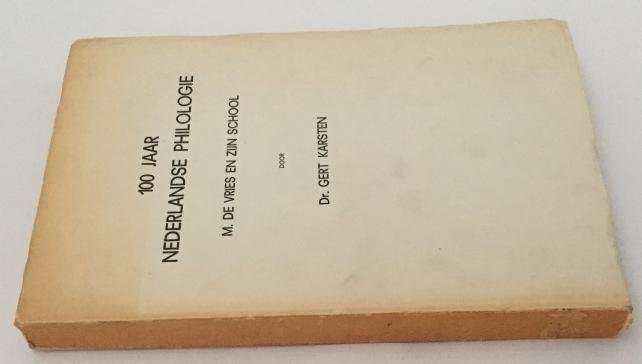 100 JAAR
NEDERLANDSE PHILOLOGIE
M. DE VRIES EN ZIJN SCHOOL
DOOR
Dr. GERT KARSTEN